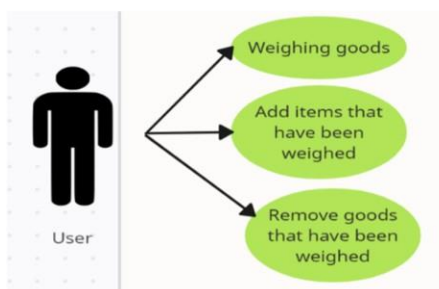 Weighing goods
Add items that
have been
weighed
Remove goods
that have been
weighed
User